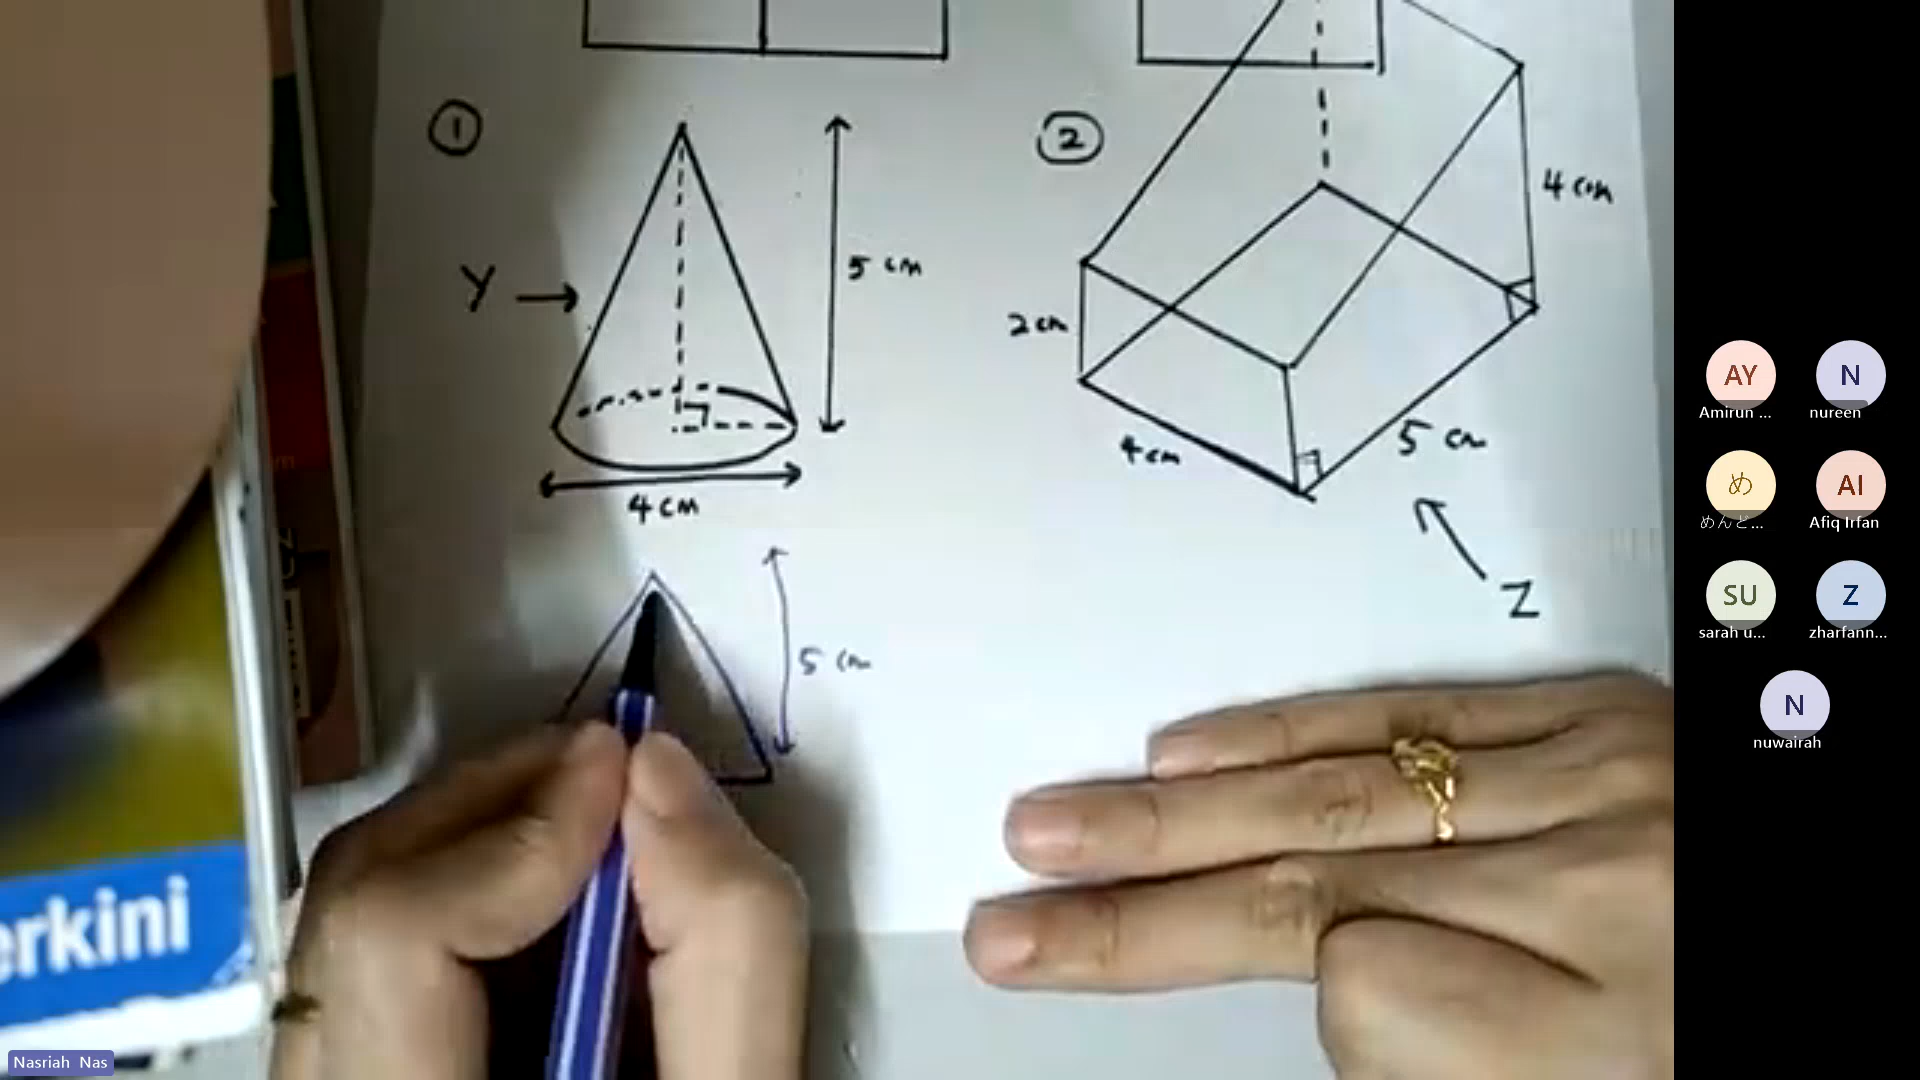 1
2
4 cm
Y
5 cm
2 cm
4 cm
5 cm
4 cm
Z
5 cm
erkini
AY
N
Amirun ...
nureen
め
AI
めんど...
Afiq Irfan
SU
Z
sarah u...
zharfann...
N
nuwairah
Nasriah Nas